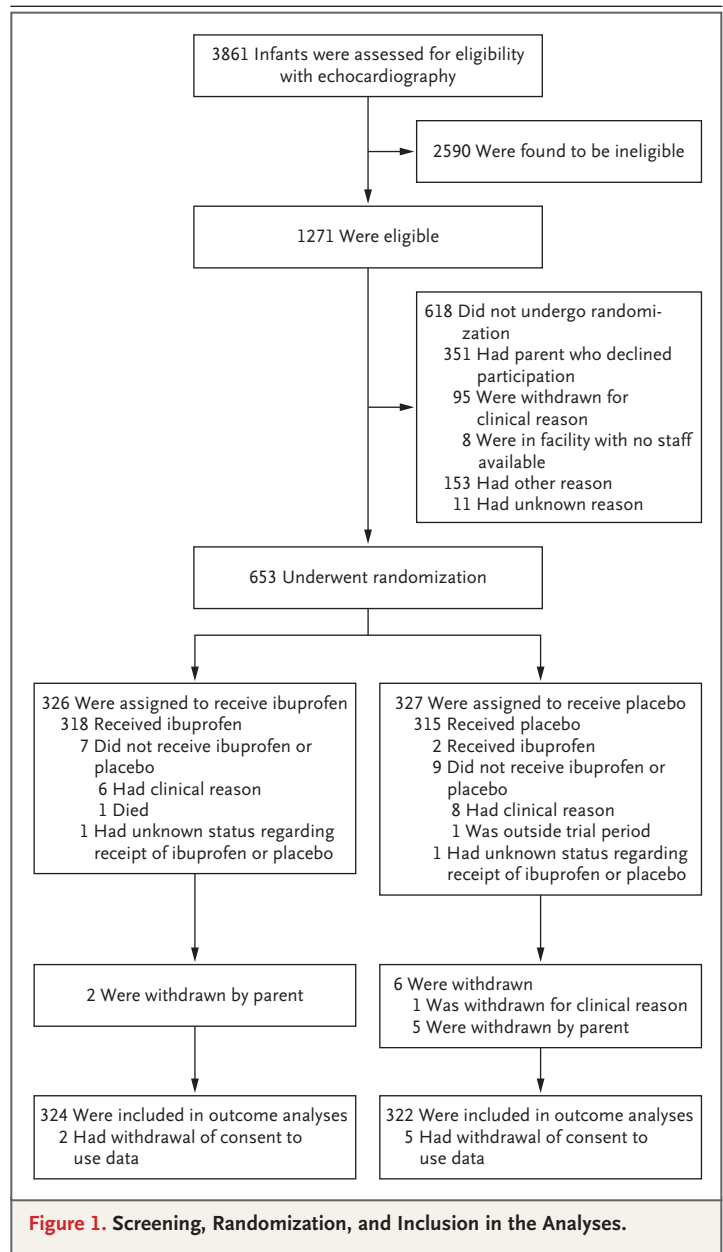 3861 Infants were assessed for eligibility
with echocardiography
2590 Were found to be ineligible
1271 Were eligible
618 Did not undergo randomi-
zation
351 Had parent who declined
participation
95 Were withdrawn for
clinical reason
8 Were in facility with no staff
available
153 Had other reason
11 Had unknown reason
653 Underwent randomization
326 Were assigned to receive ibuprofen
318 Received ibuprofen
7 Did not receive ibuprofen or
placebo
6 Had clinical reason
1 Died
1 Had unknown status regarding
receipt of ibuprofen or placebo
327 Were assigned to receive placebo
315 Received placebo
2 Received ibuprofen
9 Did not receive ibuprofen or
placebo
8 Had clinical reason
1 Was outside trial period
1 Had unknown status regarding
receipt of ibuprofen or placebo
2 Were withdrawn by parent
6 Were withdrawn
1 Was withdrawn for clinical reason
5 Were withdrawn by parent
324 Were included in outcome analyses
2 Had withdrawal of consent to
use data
322 Were included in outcome analyses
5 Had withdrawal of consent to
use data
Figure 1. Screening, Randomization, and Inclusion in the Analyses.